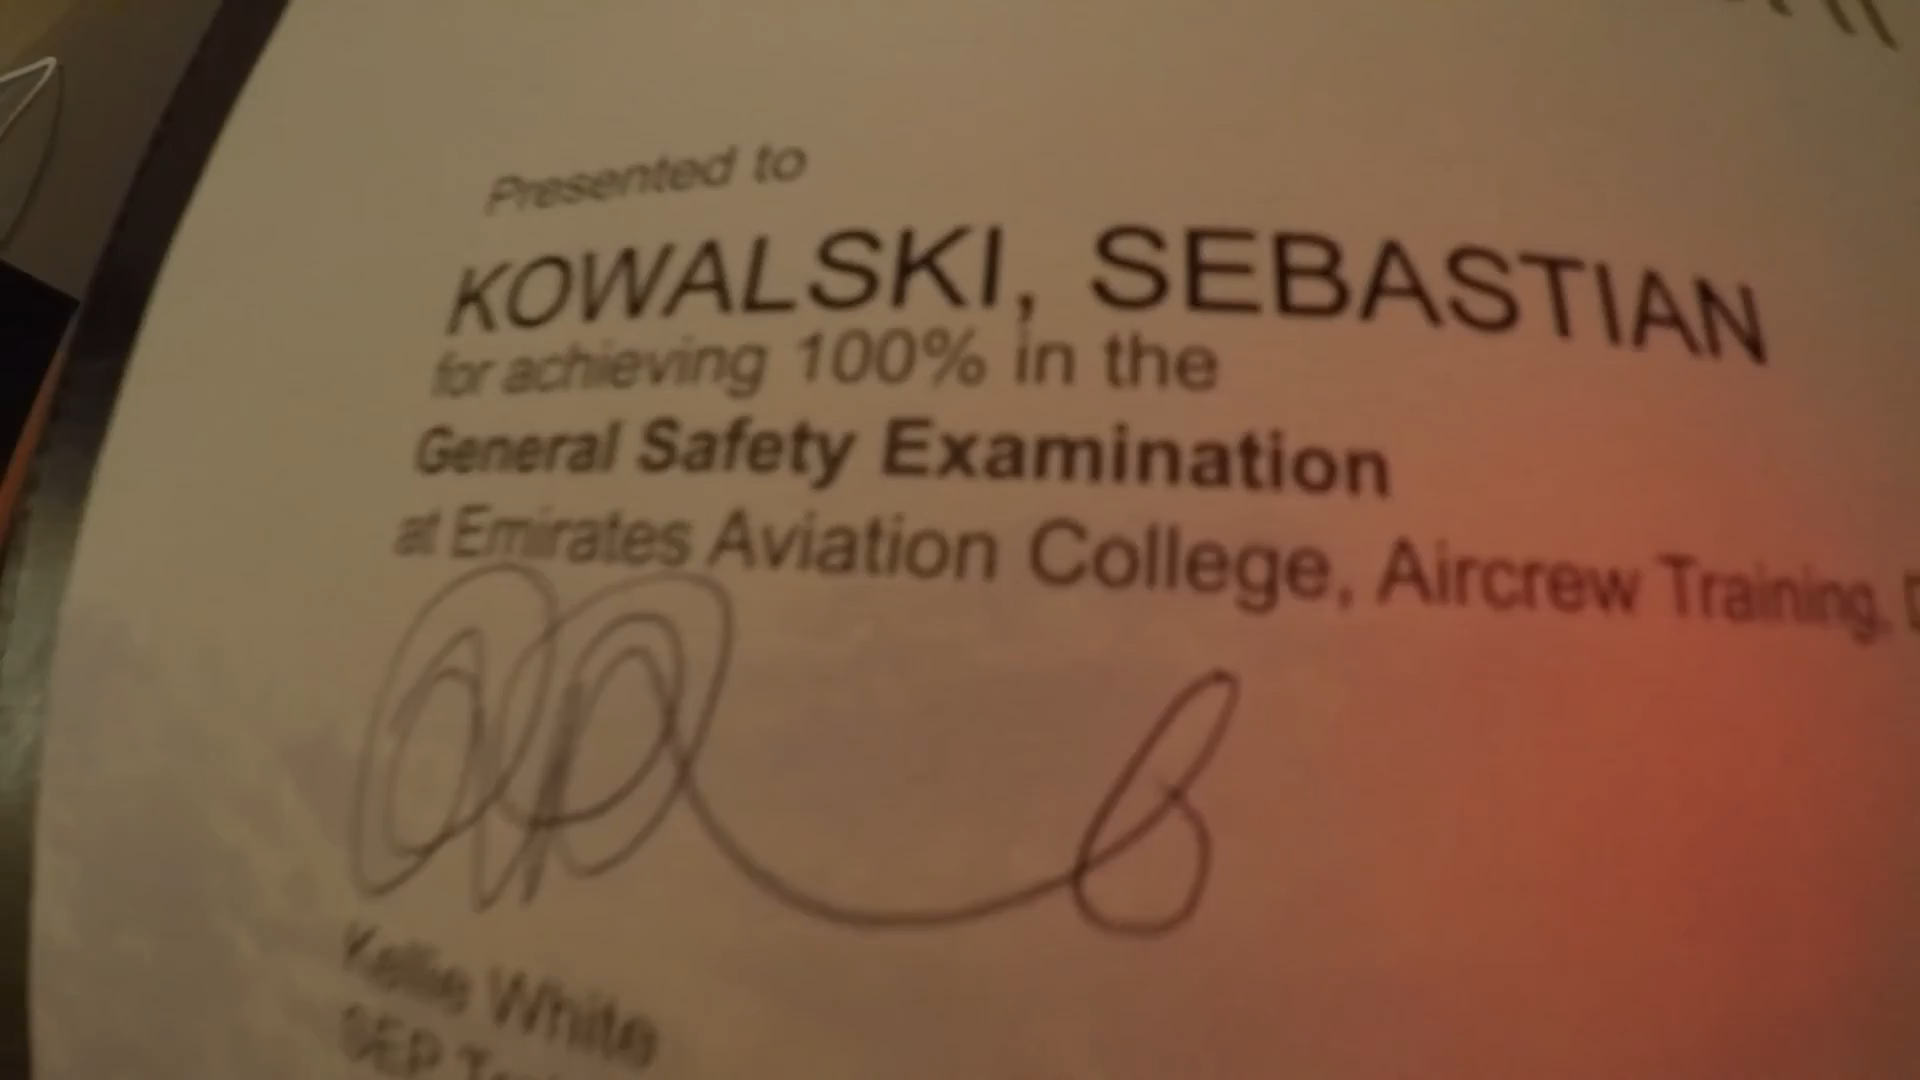 Presented to
KOWALSKI, SEBASTIAN
for achieving 100% in the
General Safety Examination
at Emirates Aviation College, Aircrew Training,
Kellie White
SEP